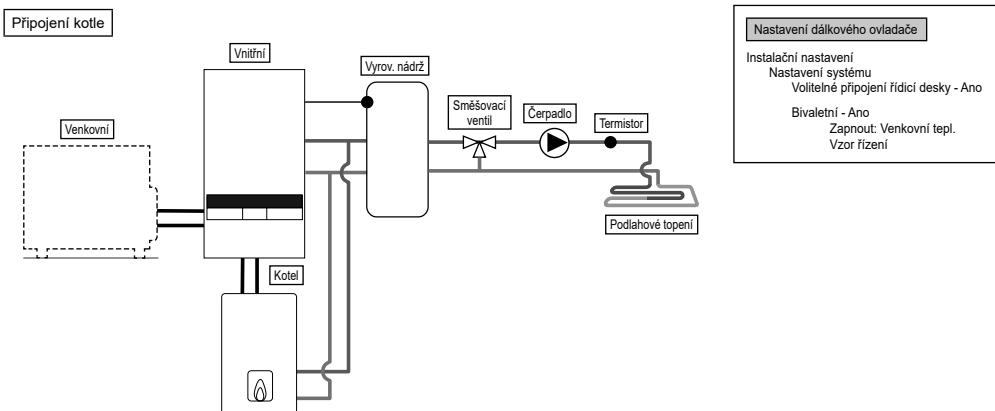 Připojení kotle
Vnitřní
Vyrov. nádrž
Směšovací
ventil
Čerpadlo
Termistor
Venkovní
Podlahové topení
Kotel
Nastavení dálkového ovladače
Instalační nastavení
Nastavení systému
Volitelné připojení řídicí desky - Ano
Bivaletní - Ano
Zapnout: Venkovní tepl.
Vzor řízení